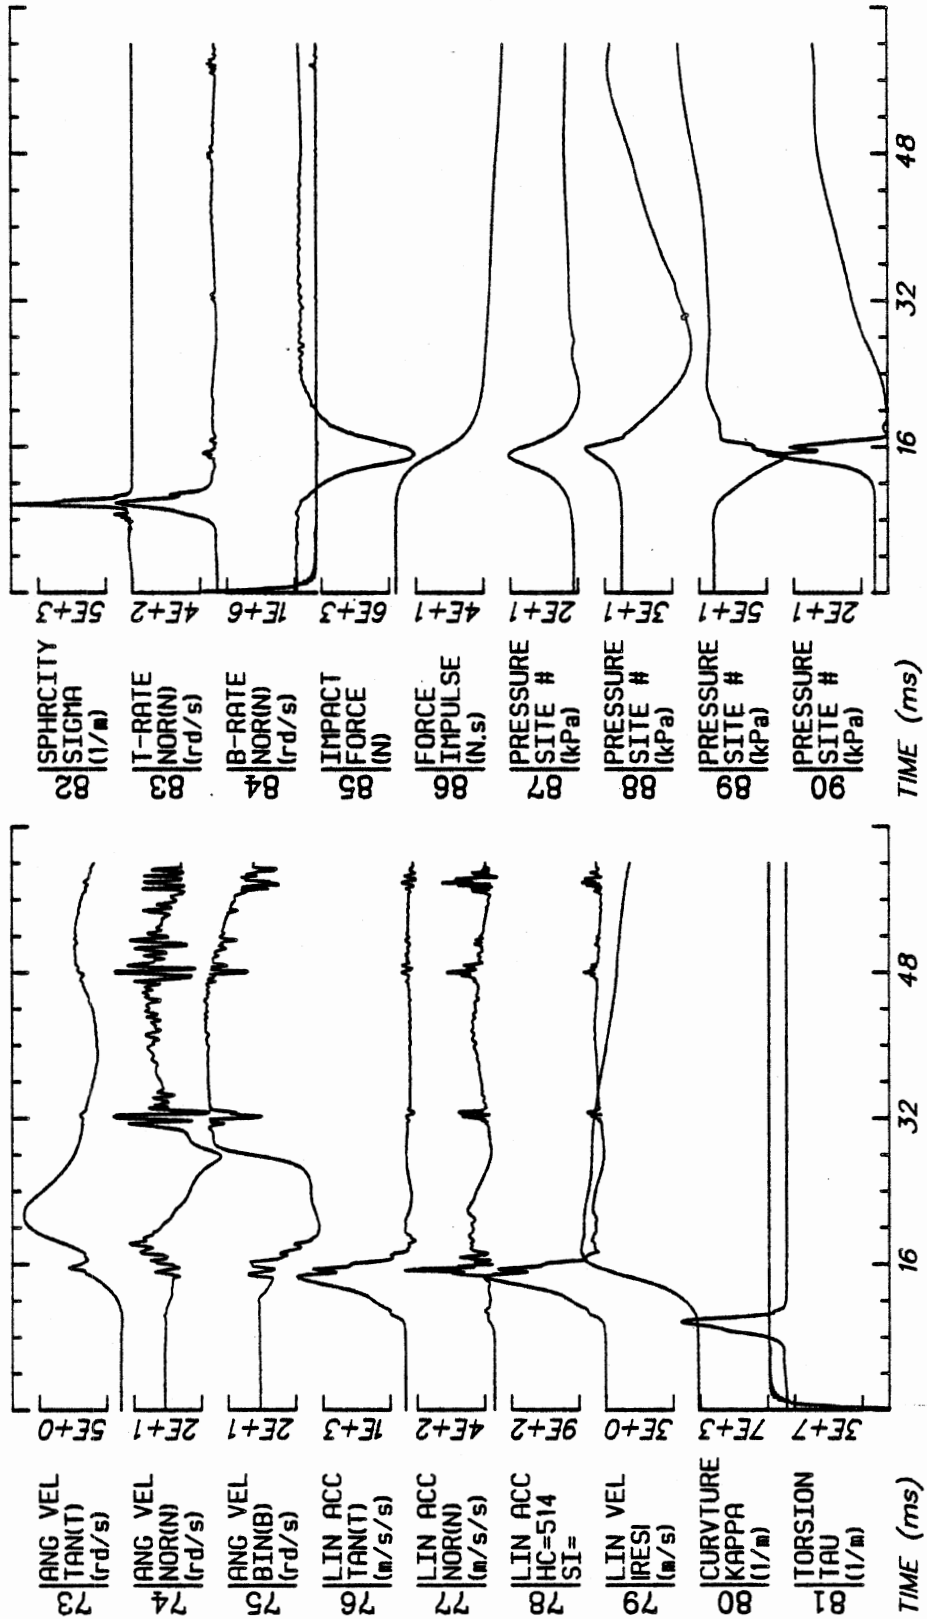 73 ANG VEL
TAN(T)
(rd/s)
5E+0
74 ANG VEL
NOR(N)
(rd/s)
2E+1
75 ANG VEL
BIN(B)
(rd/s)
2E+1
76 LIN ACC
TAN(T)
(m/s/s)
1E+3
77 LIN ACC
NOR(N)
(m/s/s)
4E+2
78 LIN ACC
HC=514
SI=
9E+2
79 LIN VEL
RESI
(m/s)
3E+0
80 CURVTURE
KAPPA
(1/m)
7E+3
81 TORSION
TAU
(1/m)
3E+7
TIME (ms)
16 32 48
82 SPHRCITY
SIGMA
(1/m)
5E+3
83 T-RATE
NOR(N)
(rd/s)
4E+2
84 B-RATE
NOR(N)
(rd/s)
4E+2
1E+6
85 IMPACT
FORCE
(N)
6E+3
86 FORCE
IMPULSE
(N.s)
4E+1
87 PRESSURE
SITE #
(kPa)
2E+1
88 PRESSURE
SITE #
(kPa)
3E+1
89 PRESSURE
SITE #
(kPa)
5E+1
90 PRESSURE
SITE #
(kPa)
2E+1
TIME (ms)
16 32 48